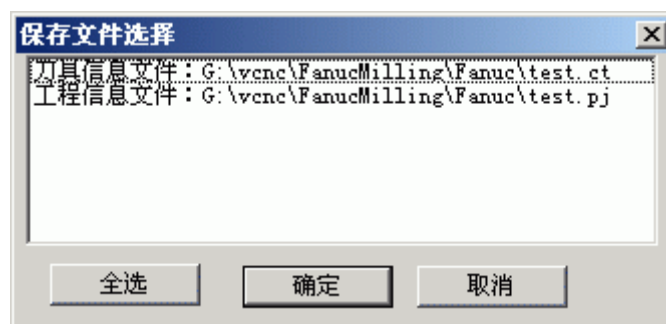 保存文件选择
刀具信息文件：G:\vcnc\FanucMilling\Fanuc\test.ct
工程信息文件：G:\vcnc\FanucMilling\Fanuc\test.pj
全选
确定
取消